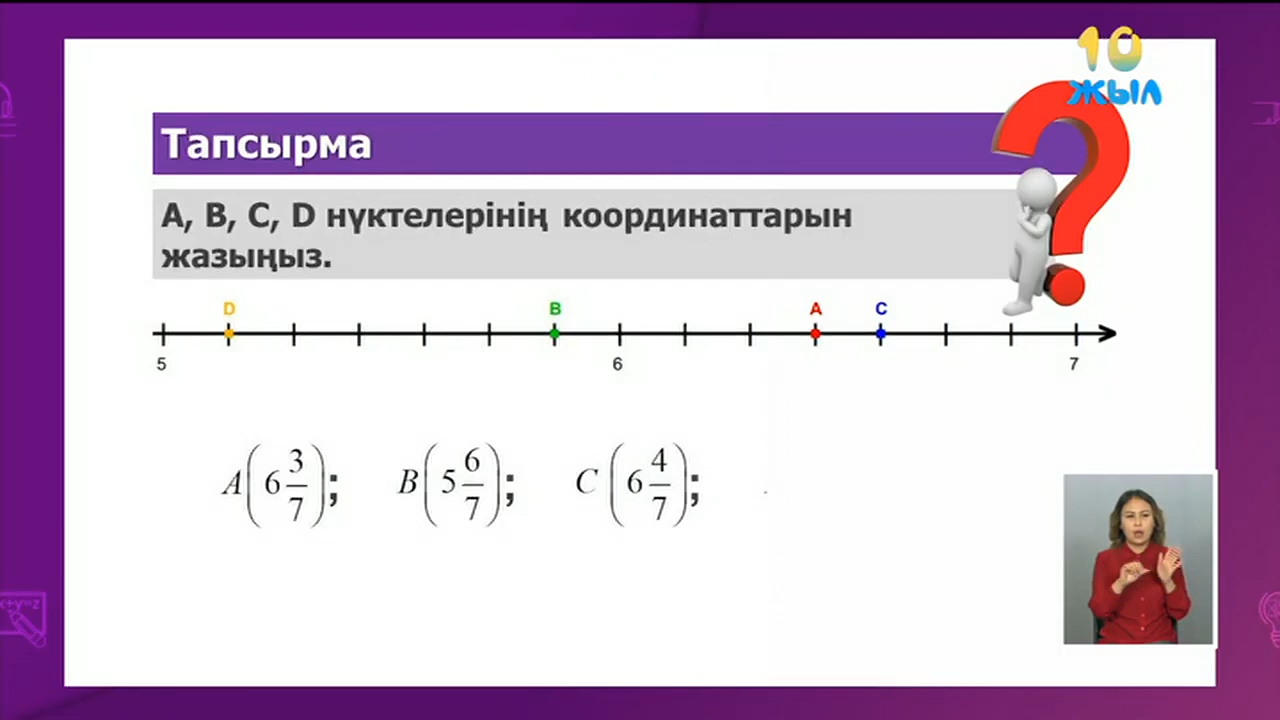 10
жыл
Тапсырма
A, B, C, D нүктелерінің координаттарын
жазыңыз.
D B A C
5 6 7
A(6 3/7); B(5 6/7); C(6 4/7);
x+y=z